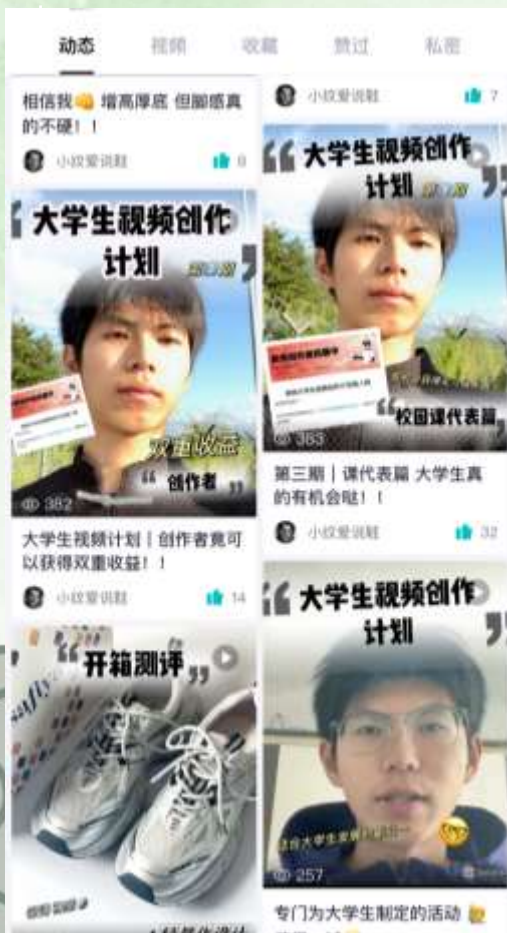 动态 视频 收藏 赞过 私密
相信我👊 增高厚底 但脚感真
的不硬！！
小纹爱说鞋
大学生视频创作
计划
双重收益
创作者
382
大学生视频计划｜创作者竟可
以获得双重收益！！
小纹爱说鞋 14
开箱测评
小纹爱说鞋 7
大学生视频创作
计划
校园课代表篇
383
第三期｜课代表篇 大学生真
的有机会哒！！
小纹爱说鞋 32
大学生视频创作
计划
257
专门为大学生制定的活动